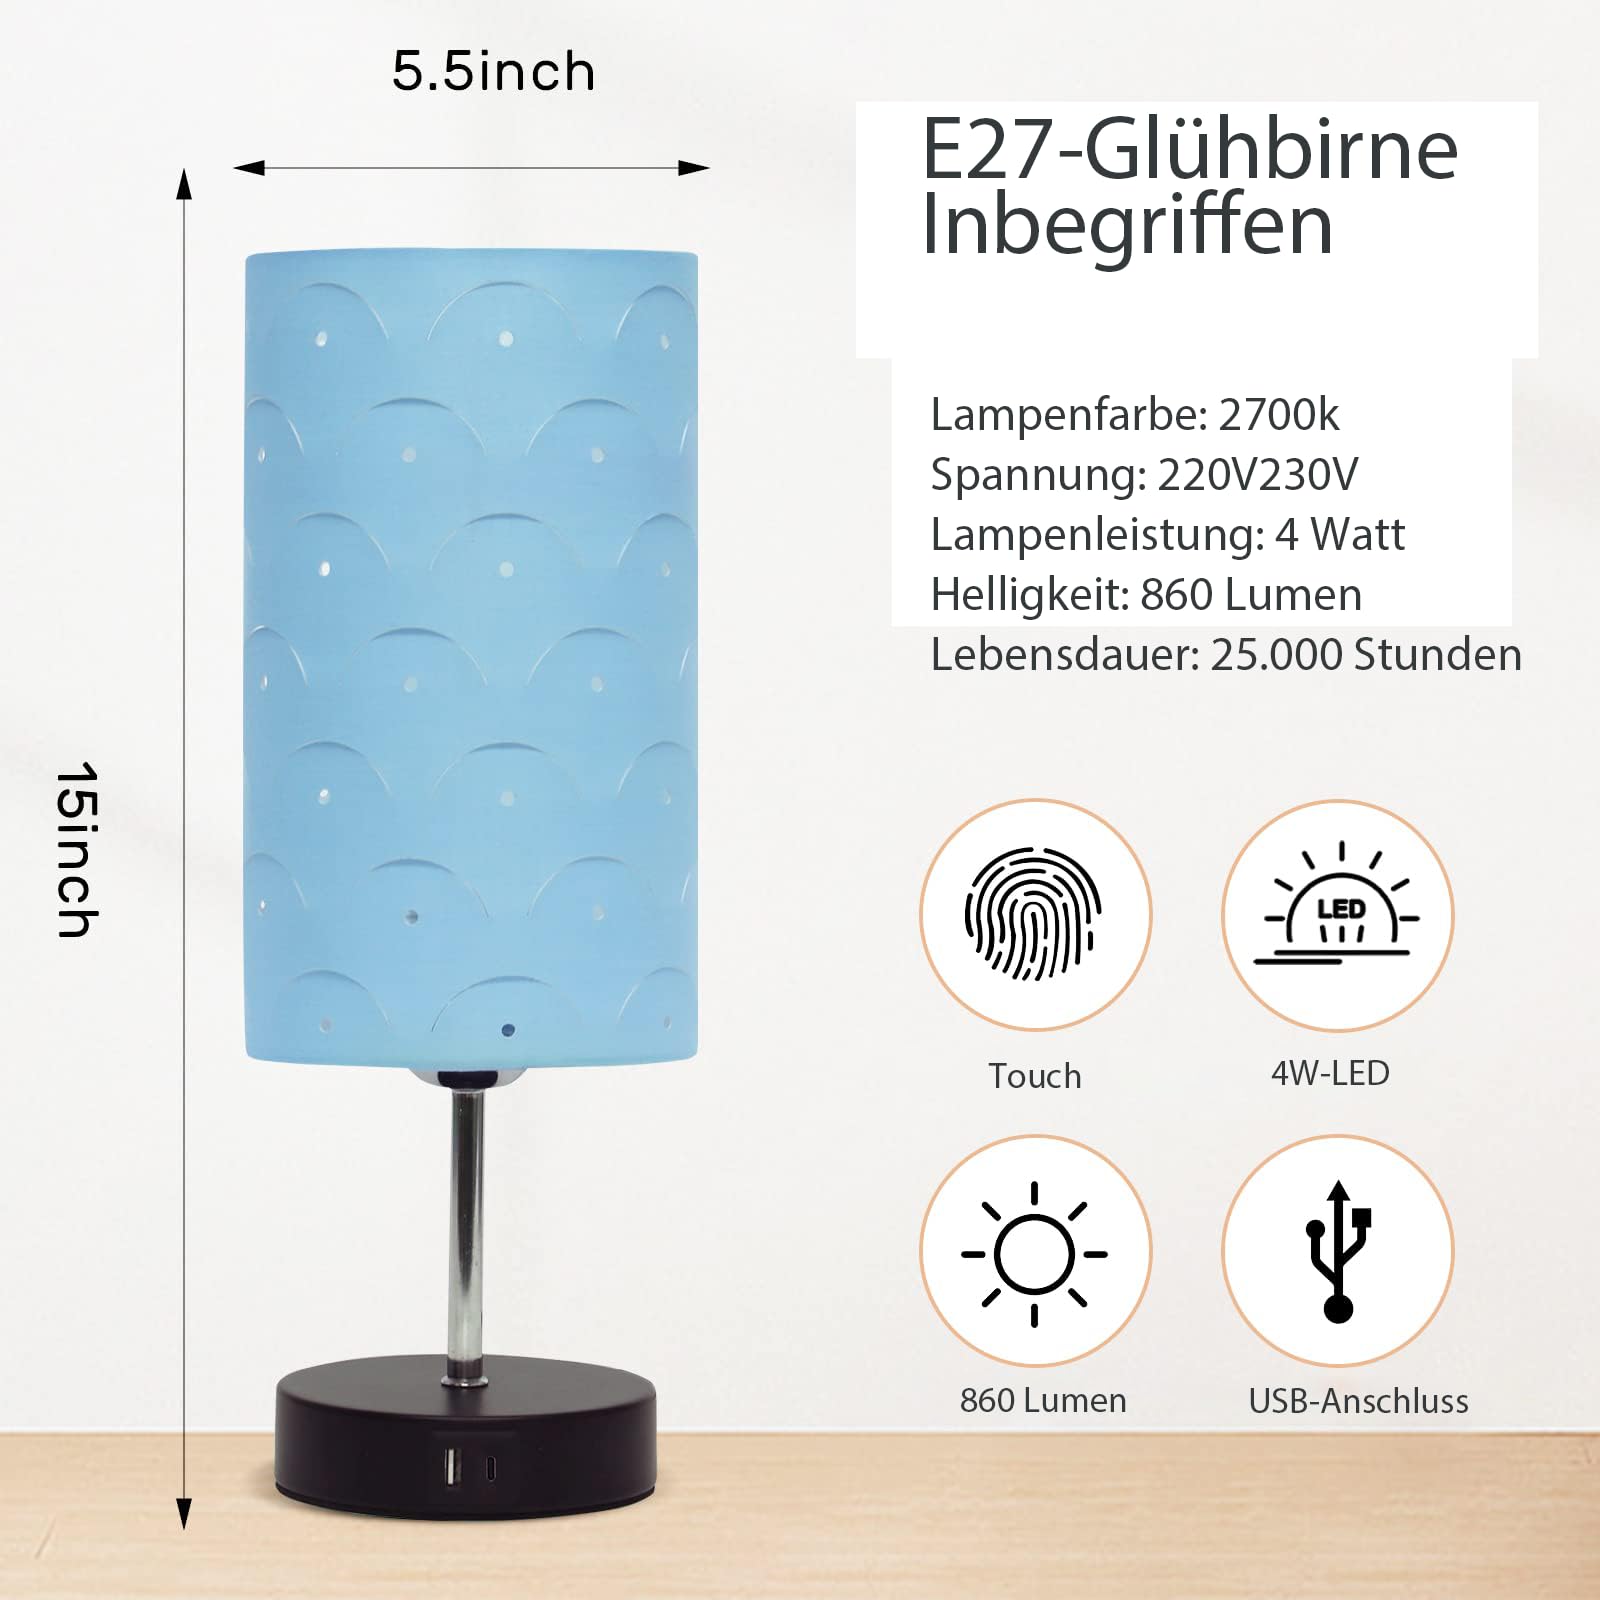 5.5inch
15inch
E27-Glühbirne
Inbegriffen
Lampenfarbe: 2700k
Spannung: 220V230V
Lampenleistung: 4 Watt
Helligkeit: 860 Lumen
Lebensdauer: 25.000 Stunden
LED
Touch
4W-LED
860 Lumen
USB-Anschluss